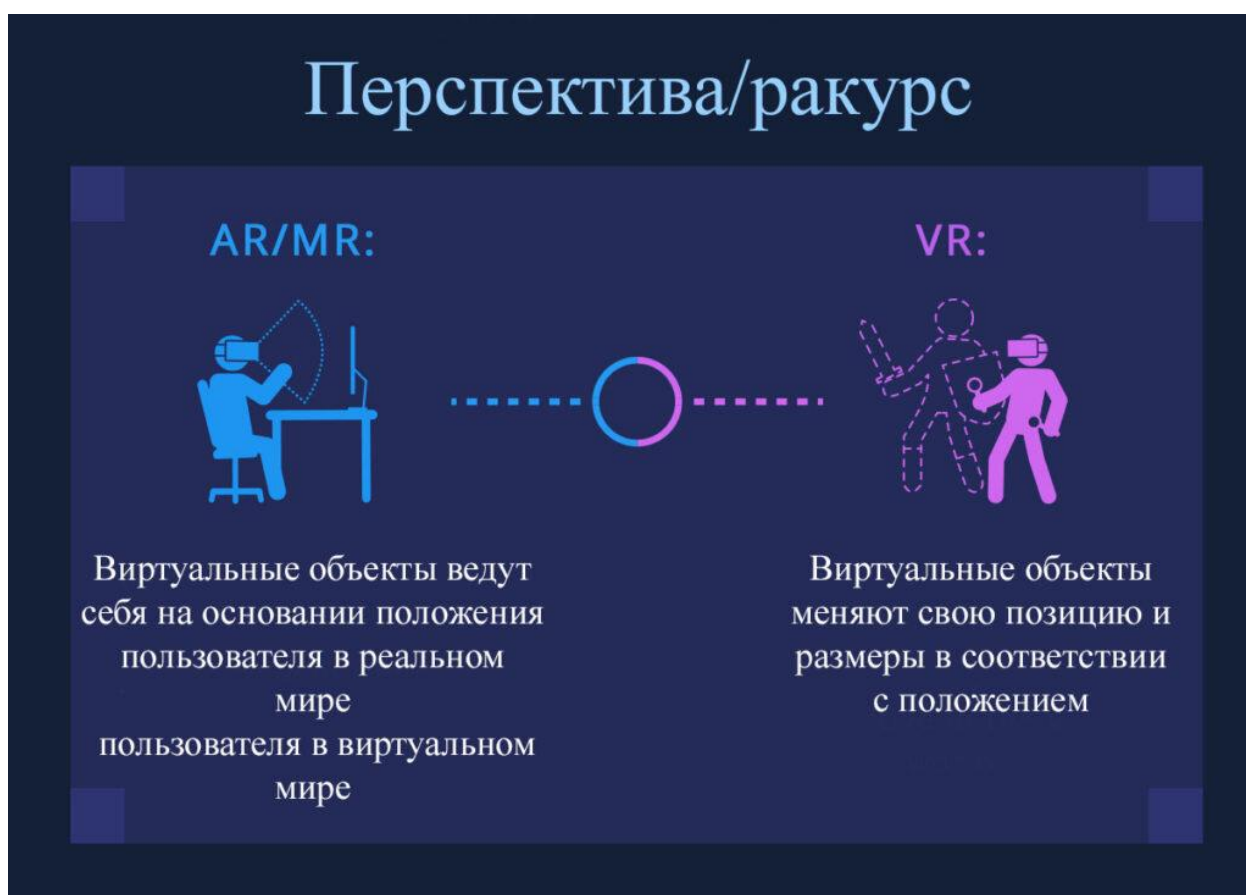 Перспектива/ракурс
AR/MR:
Виртуальные объекты ведут
себя на основании положения
пользователя в реальном
мире
пользователя в виртуальном
мире
VR:
Виртуальные объекты
меняют свою позицию и
размеры в соответствии
с положением